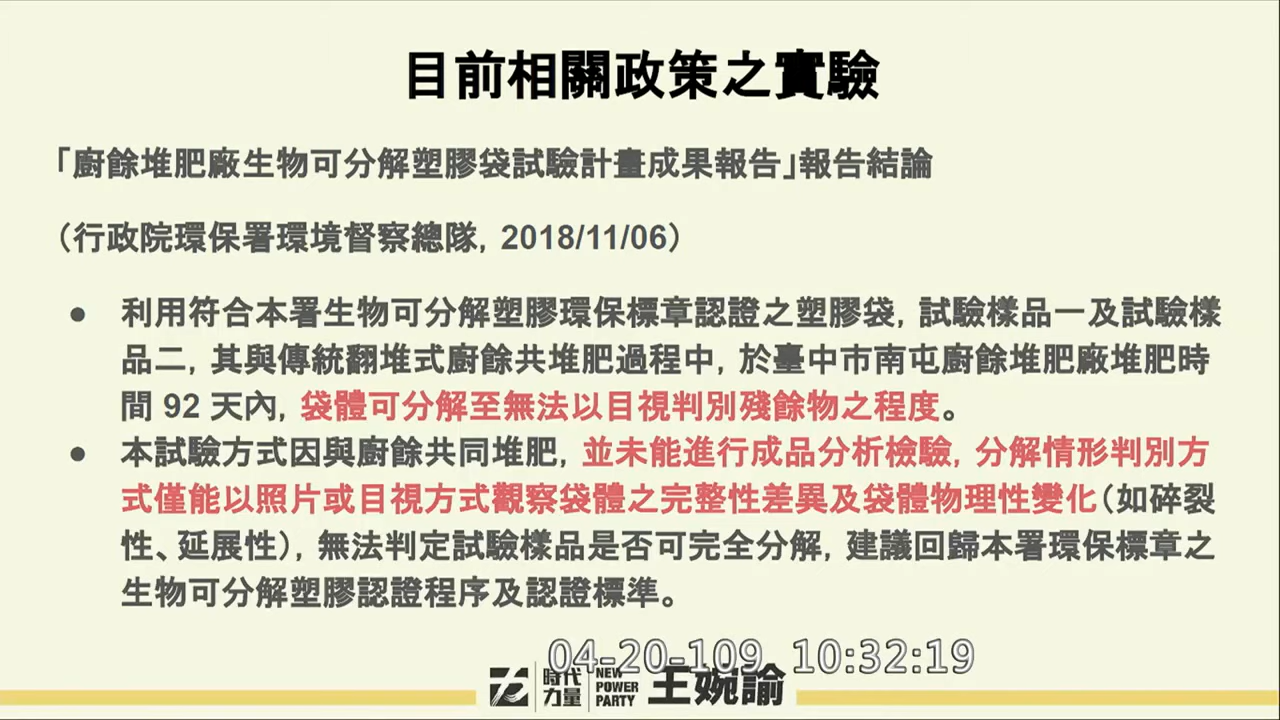 目前相關政策之實驗
「廚餘堆肥廠生物可分解塑膠袋試驗計畫成果報告」報告結論
（行政院環保署環境督察總隊, 2018/11/06）
● 利用符合本署生物可分解塑膠環保標章認證之塑膠袋, 試驗樣品一及試驗樣
品二, 其與傳統翻堆式廚餘共堆肥過程中, 於臺中市南屯廚餘堆肥廠堆肥時
間 92 天內, 袋體可分解至無法以目視判別殘餘物之程度。
● 本試驗方式因與廚餘共同堆肥, 並未能進行成品分析檢驗, 分解情形判別方
式僅能以照片或目視方式觀察袋體之完整性差異及袋體物理性變化（如碎裂
性、延展性）, 無法判定試驗樣品是否可完全分解, 建議回歸本署環保標章之
生物可分解塑膠認證程序及認證標準。
04-20-109 10:32:19
時代力量 NEW POWER PARTY 王婉諭